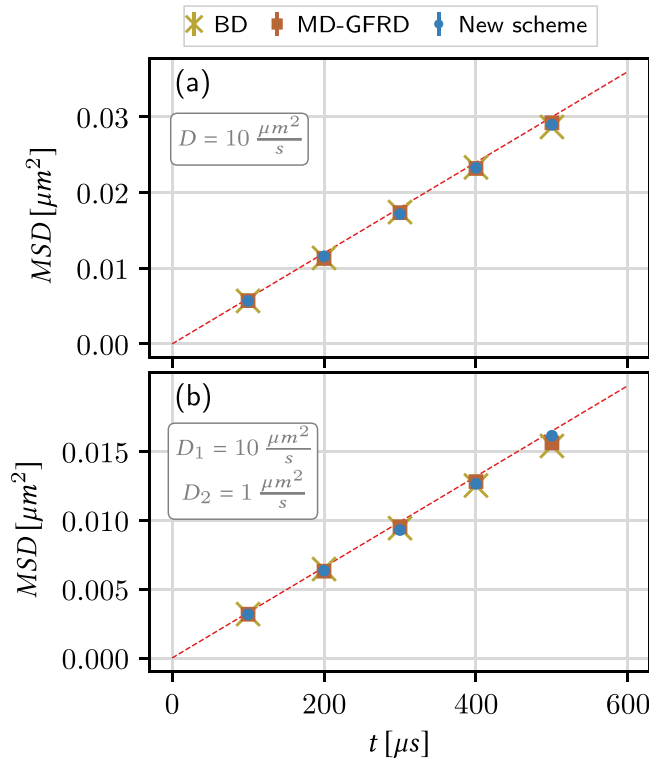 BD MD-GFRD New scheme
(a)
D = 10 μm²/s
MSD [μm²]
0.03
0.02
0.01
0.00
(b)
D₁ = 10 μm²/s
D₂ = 1 μm²/s
MSD [μm²]
0.015
0.010
0.005
0.000
0 200 400 600
t [μs]